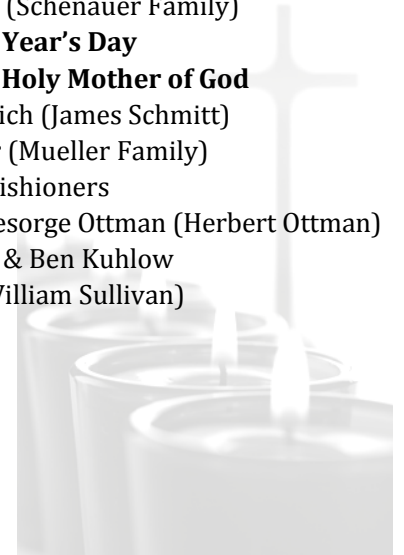 (Schenauer Family)
Year’s Day
Holy Mother of God
ich (James Schmitt)
(Mueller Family)
ishioners
esorge Ottman (Herbert Ottman)
& Ben Kuhlow
William Sullivan)